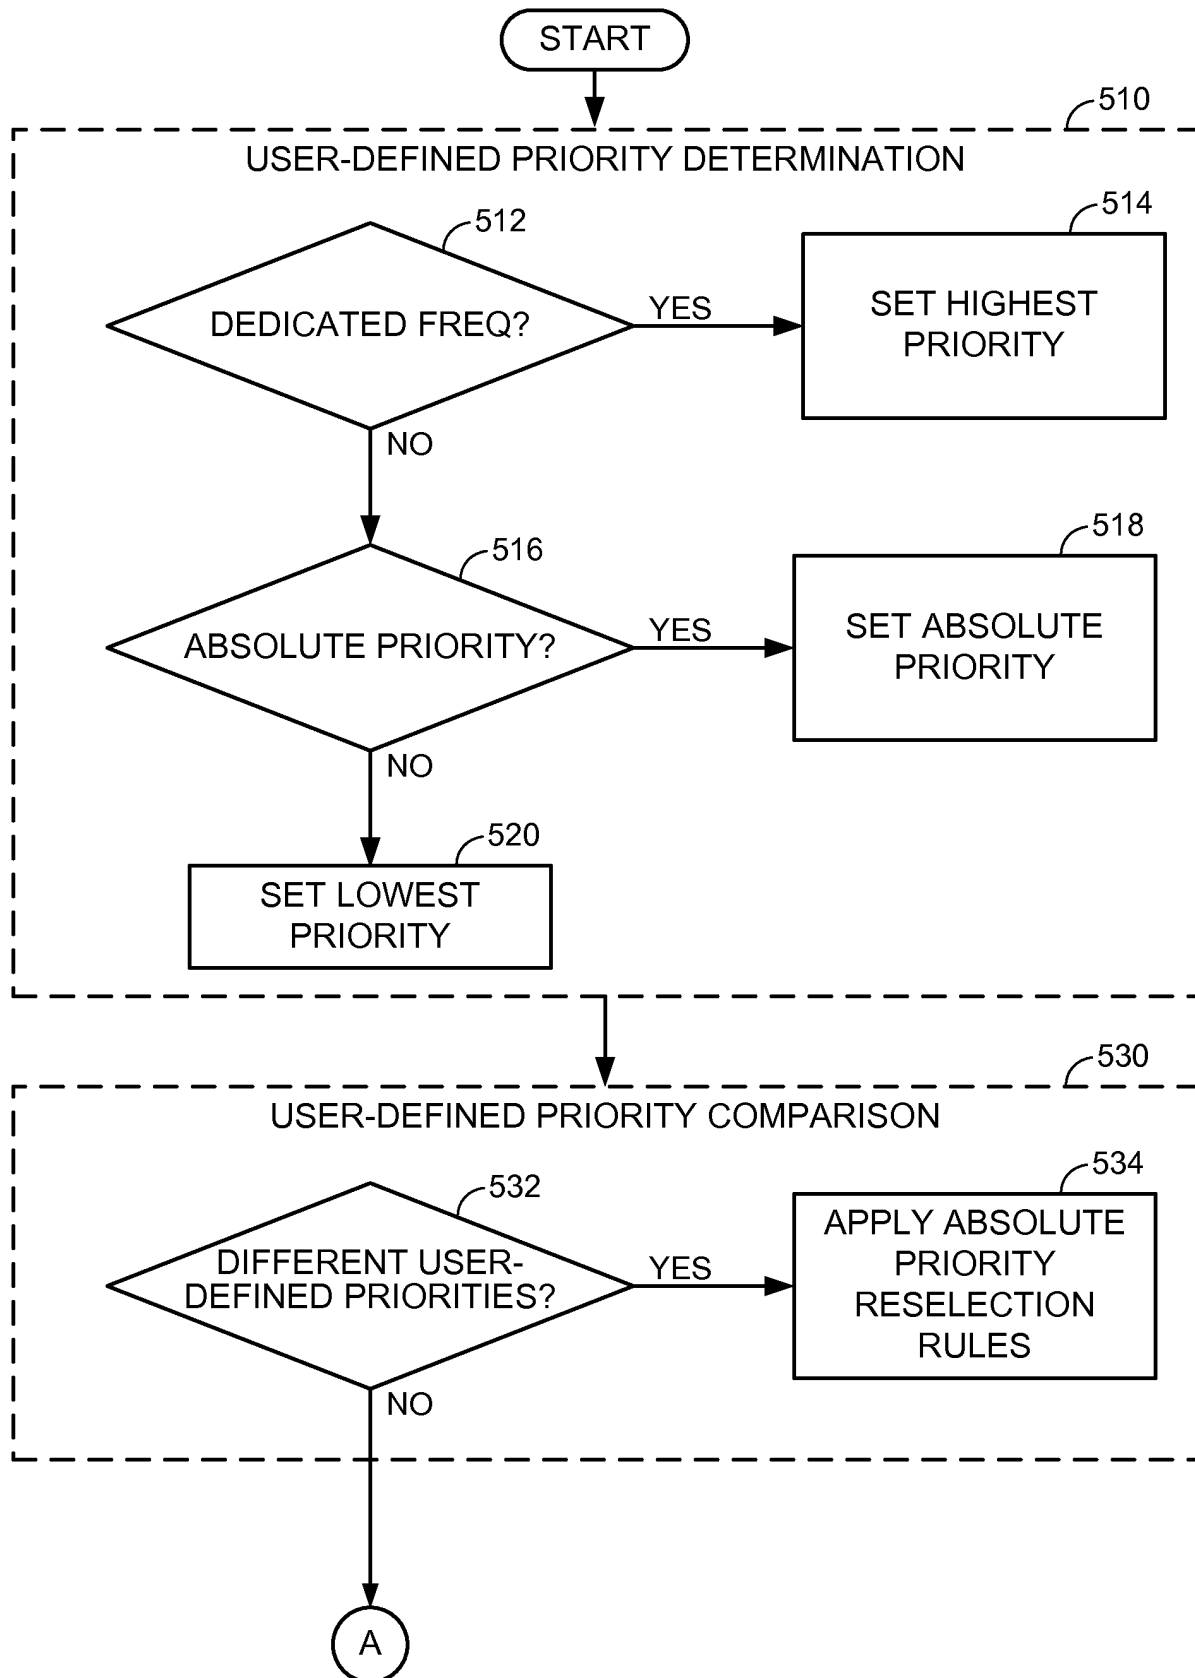 START
510
USER-DEFINED PRIORITY DETERMINATION
512
514
DEDICATED FREQ?
YES
SET HIGHEST
PRIORITY
NO
516
518
ABSOLUTE PRIORITY?
YES
SET ABSOLUTE
PRIORITY
NO
520
SET LOWEST
PRIORITY
530
USER-DEFINED PRIORITY COMPARISON
532
534
DIFFERENT USER-
DEFINED PRIORITIES?
YES
APPLY ABSOLUTE
PRIORITY
RESELECTION
RULES
NO
A